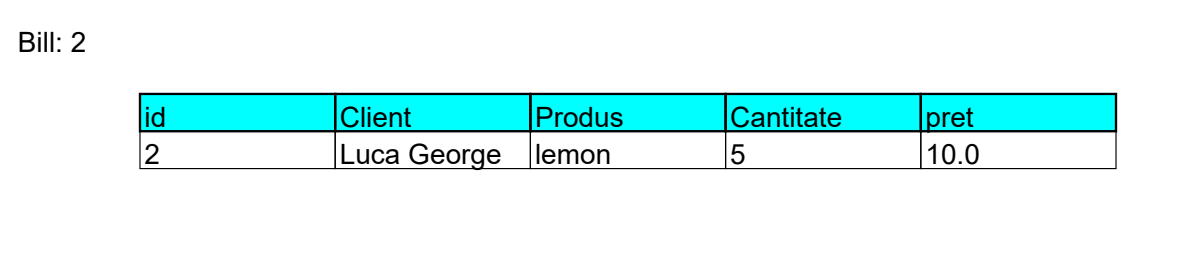 Bill: 2
id Client Produs Cantitate pret
2 Luca George lemon 5 10.0